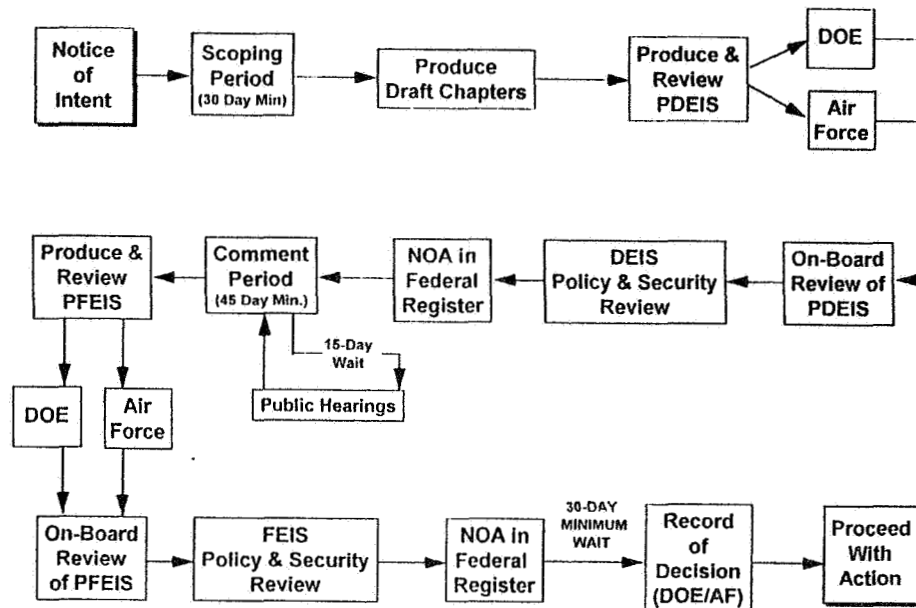 Notice
of
Intent
Scoping
Period
(30 Day Min)
Produce
Draft Chapters
Produce &
Review
PDEIS
DOE
Air
Force
On-Board
Review of
PDEIS
DEIS
Policy & Security
Review
NOA in
Federal
Register
Comment
Period
(45 Day Min.)
15-Day
Wait
Public Hearings
Produce &
Review
PFEIS
DOE
Air
Force
On-Board
Review
of PFEIS
FEIS
Policy & Security
Review
NOA in
Federal
Register
30-DAY
MINIMUM
WAIT
Record
of
Decision
(DOE/AF)
Proceed
With
Action